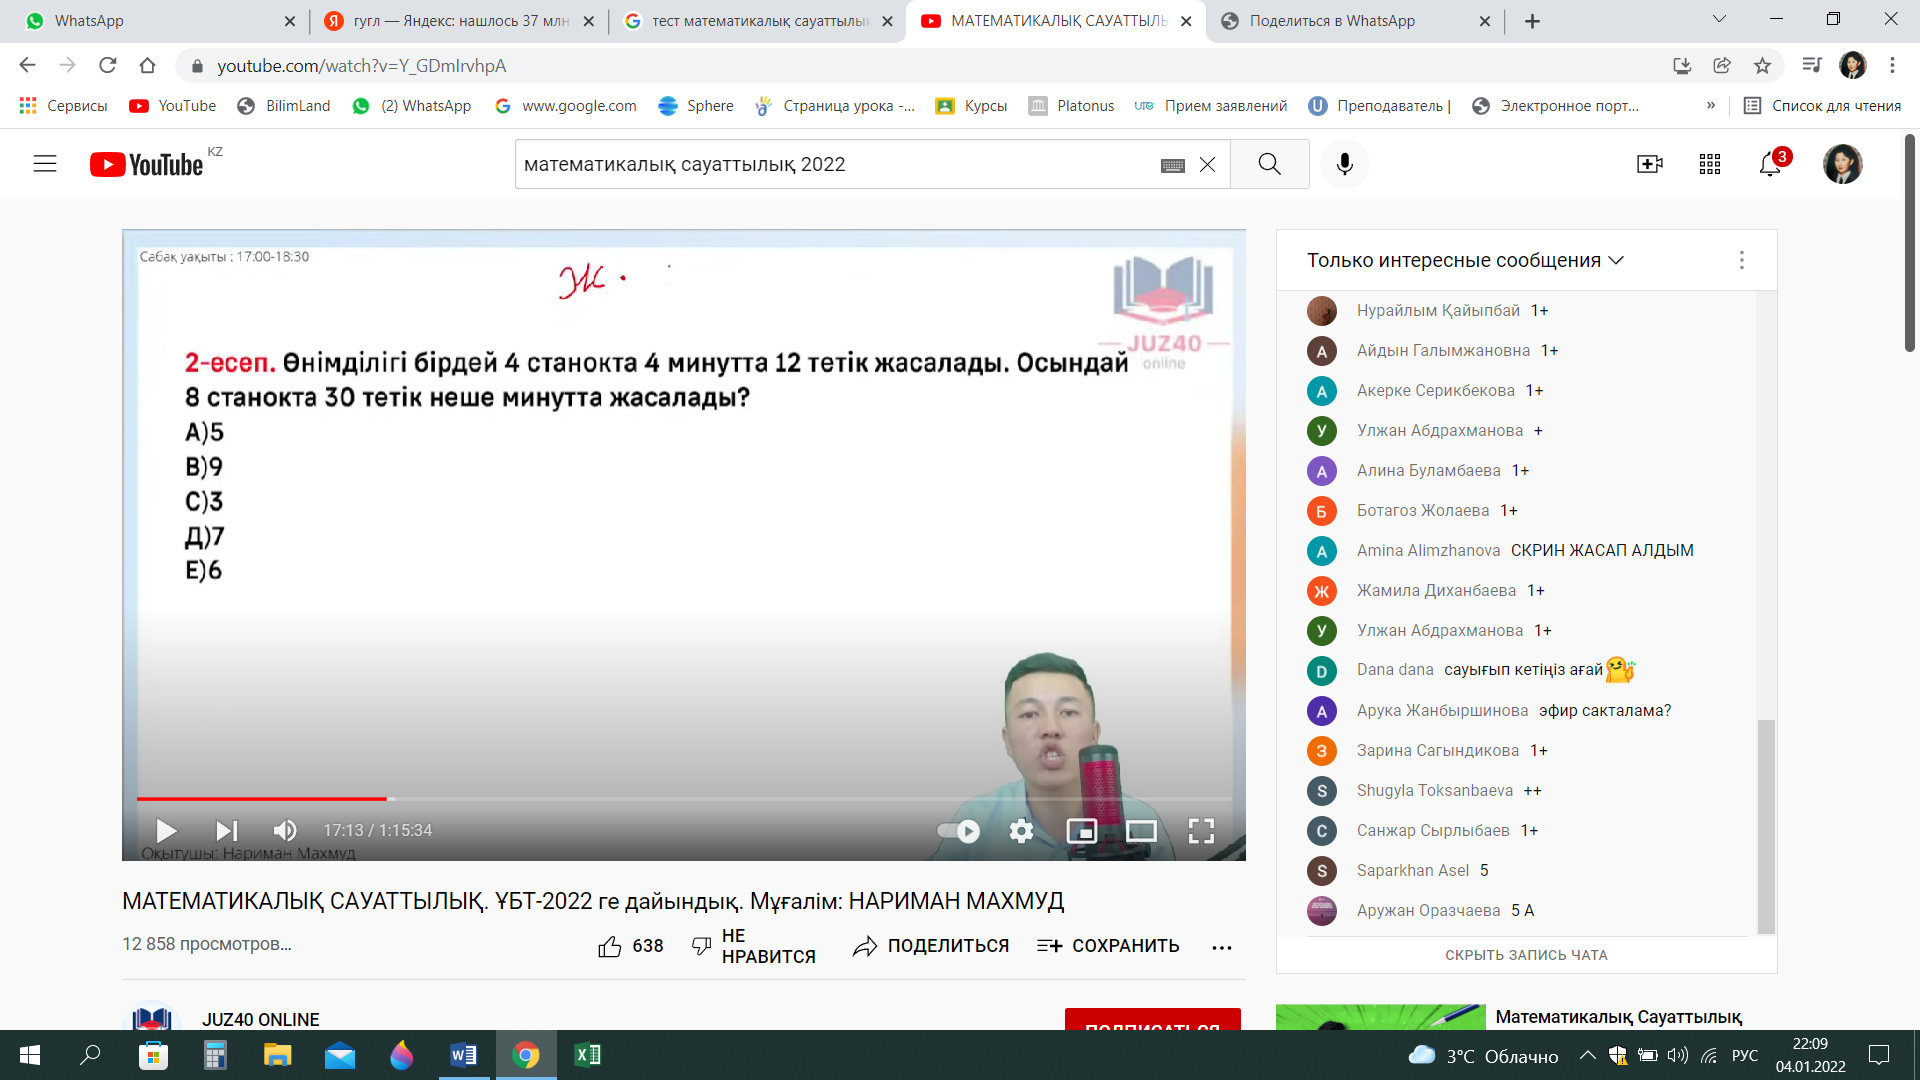 WhatsApp
гугл — Яндекс: нашлось 37 млн
тест математикалық сауаттылық
МАТЕМАТИКАЛЫҚ САУАТТЫЛЫ
Поделиться в WhatsApp
youtube.com/watch?v=Y_GDmIrvhpA
Сервисы
YouTube
BilimLand
(2) WhatsApp
www.google.com
Sphere
Страница урока -...
Курсы
Platonus
Прием заявлений
Преподаватель |
Электронное порт...
»
Список для чтения
YouTube KZ
математикалық сауаттылық 2022
3
Сабақ уақыты : 17:00-18:30
Ж.
JUZ40
online
2-есеп. Өнімділігі бірдей 4 станокта 4 минутта 12 тетік жасалады. Осындай
8 станокта 30 тетік неше минутта жасалады?
А)5
В)9
С)3
Д)7
Е)6
17:13 / 1:15:34
Оқытушы: Нариман Махмуд
МАТЕМАТИКАЛЫҚ САУАТТЫЛЫҚ. ҰБТ-2022 ге дайындық. Мұғалім: НАРИМАН МАХМУД
12 858 просмотров...
638
НЕ
НРАВИТСЯ
ПОДЕЛИТЬСЯ
СОХРАНИТЬ
JUZ40 ONLINE
ПОДПИСАТЬСЯ
Только интересные сообщения
Нурайлым Қайыпбай 1+
А Айдын Галымжановна 1+
А Акерке Серикбекова 1+
У Улжан Абдрахманова +
А Алина Буламбаева 1+
Б Ботагоз Жолаева 1+
A Amina Alimzhanova СКРИН ЖАСАП АЛДЫМ
Ж Жамила Диханбаева 1+
У Улжан Абдрахманова 1+
D Dana dana сауығып кетіңіз ағай
А Арука Жанбыршинова эфир сакталама?
З Зарина Сагындикова 1+
S Shugyla Toksanbaeva ++
С Санжар Сырлыбаев 1+
S Saparkhan Asel 5
Аружан Оразчаева 5 А
СКРЫТЬ ЗАПИСЬ ЧАТА
Математикалық Сауаттылық
3°C Облачно
РУС
22:09
04.01.2022